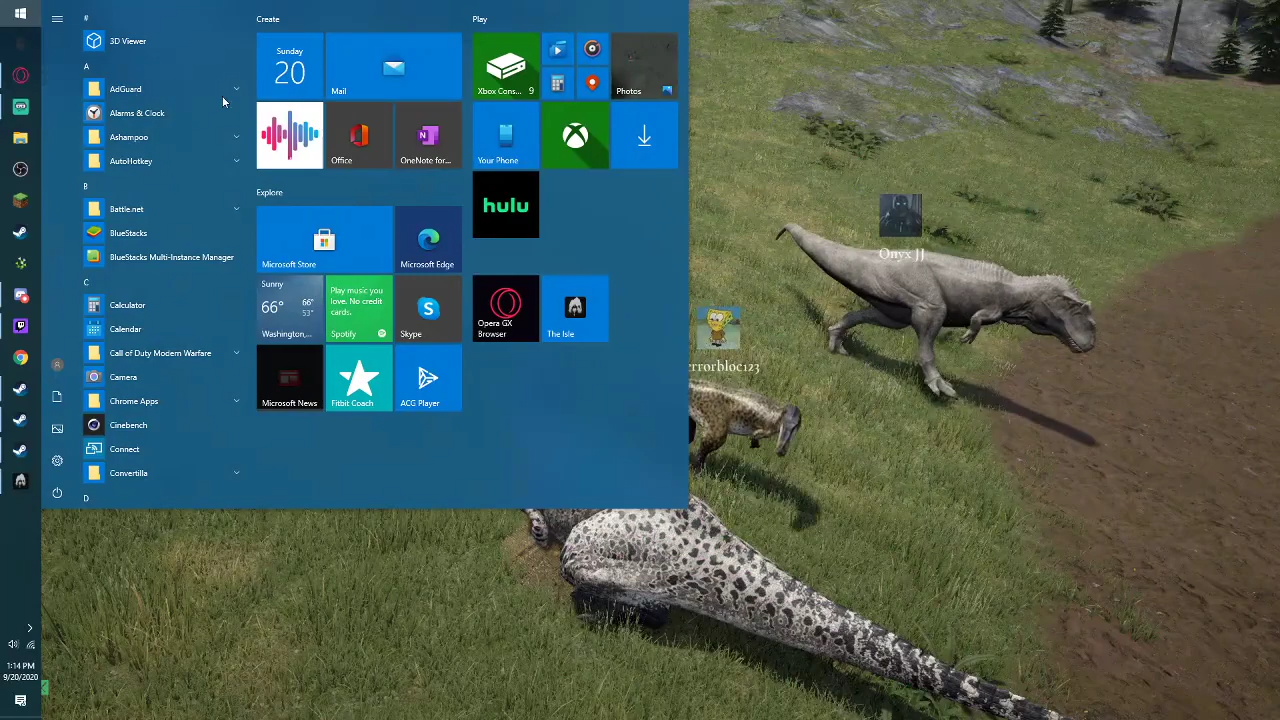 #
3D Viewer
A
AdGuard
Alarms & Clock
Ashampoo
AutoHotkey
B
Battle.net
BlueStacks
BlueStacks Multi-Instance Manager
C
Calculator
Calendar
Call of Duty Modern Warfare
Camera
Chrome Apps
Cinebench
Connect
Convertilla
D
Create
Sunday
20
Mail
Office
OneNote for...
Explore
Microsoft Store
Microsoft Edge
Sunny
66°
66°
53°
Washington,...
Play music you
love. No credit
cards.
Spotify
Skype
Microsoft News
Fitbit Coach
ACG Player
Play
Xbox Cons...
9
Photos
Your Phone
hulu
Opera GX
Browser
The Isle
Onyx JJ
rrorbloc123
R
1:14 PM
9/20/2020